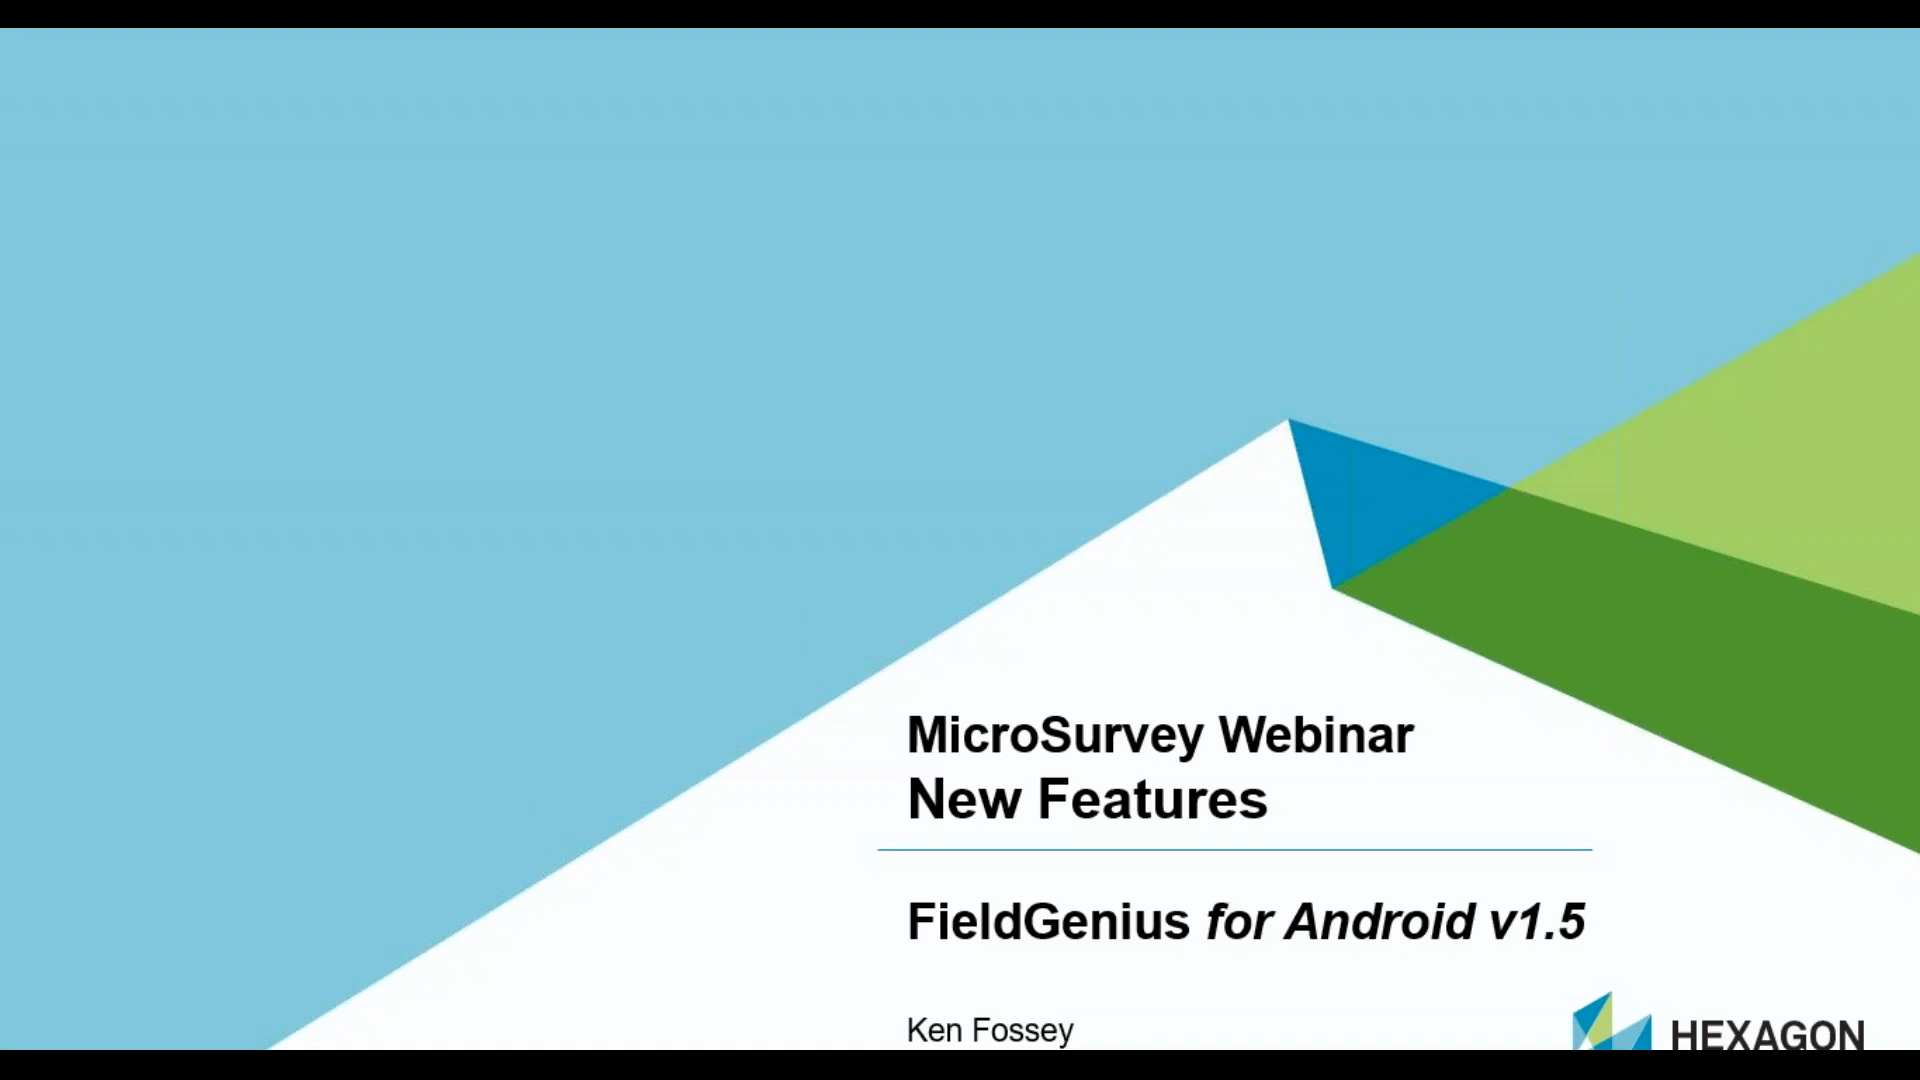 MicroSurvey Webinar
New Features
FieldGenius for Android v1.5
Ken Fossey
HEXAGON